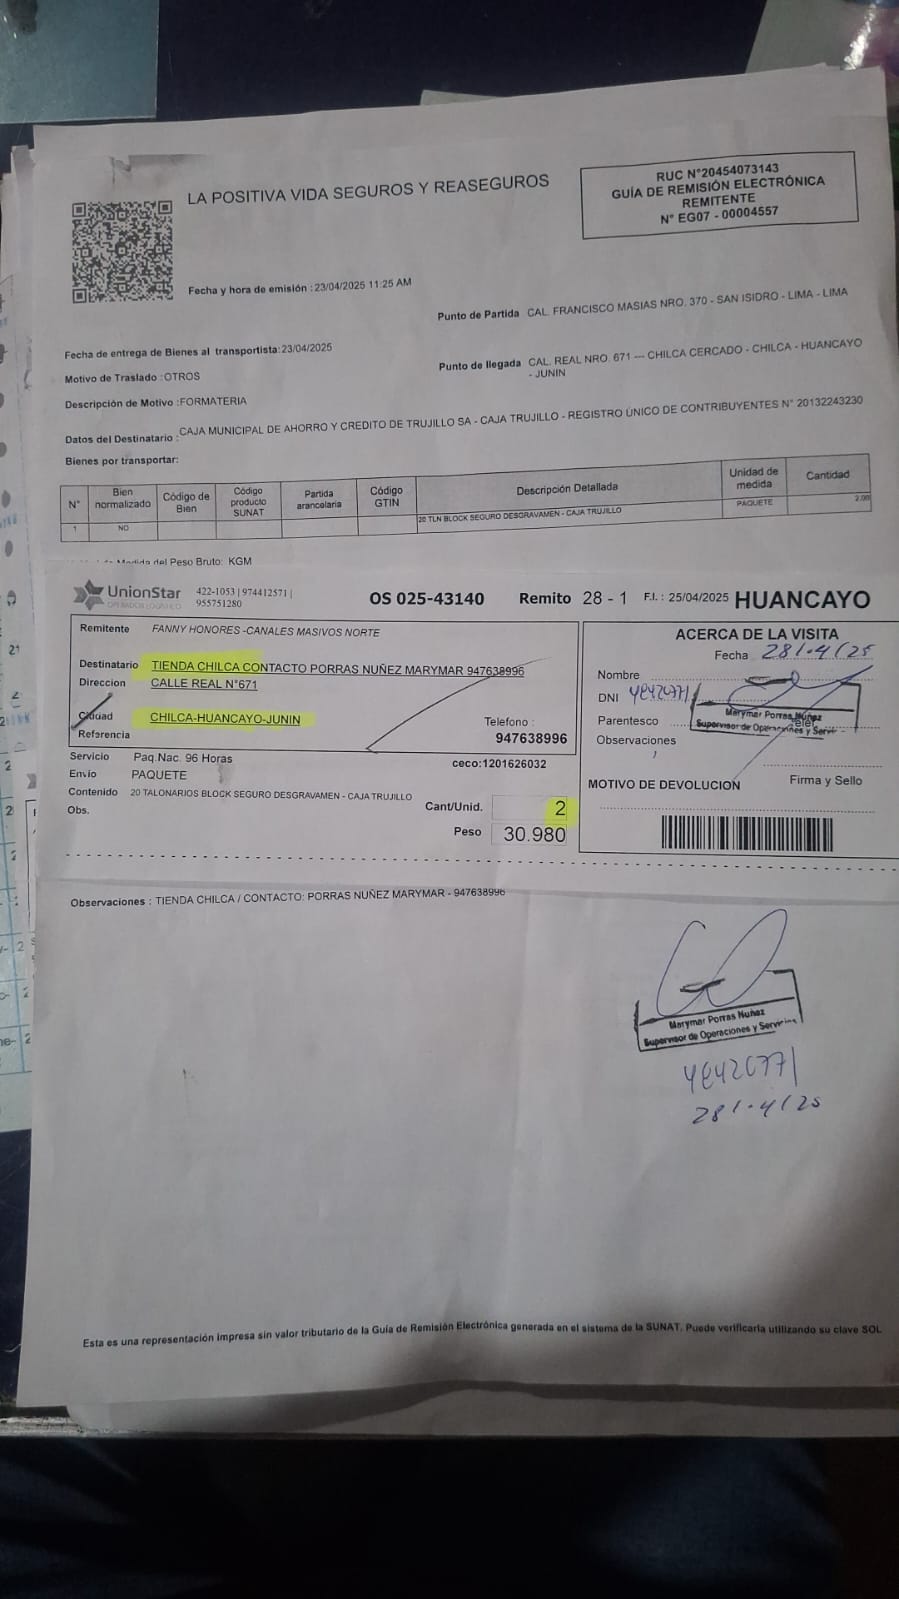 LA POSITIVA VIDA SEGUROS Y REASEGUROS
RUC N°20454073143
GUÍA DE REMISIÓN ELECTRÓNICA
REMITENTE
N° EG07 - 00004557
Fecha y hora de emisión : 23/04/2025 11:25 AM
Punto de Partida CAL. FRANCISCO MASIAS NRO. 370 - SAN ISIDRO - LIMA - LIMA
Fecha de entrega de Bienes al transportista: 23/04/2025
Punto de llegada CAL. REAL NRO. 671 --- CHILCA CERCADO - CHILCA - HUANCAYO
- JUNIN
Motivo de Traslado : OTROS
Descripción de Motivo : FORMATERIA
Datos del Destinatario : CAJA MUNICIPAL DE AHORRO Y CREDITO DE TRUJILLO SA - CAJA TRUJILLO - REGISTRO ÚNICO DE CONTRIBUYENTES N° 20132243230
Bienes por transportar:
N° Bien normalizado Código de Bien Código producto SUNAT Partida arancelaria Código GTIN Descripción Detallada Unidad de medida Cantidad
1 NO 20 TLN BLOCK SEGURO DESGRAVAMEN - CAJA TRUJILLO PAQUETE 2.00
del Peso Bruto: KGM
UnionStar
OPERADOR LOGISTICO
422-1053 | 974412571 |
955751280
OS 025-43140 Remito 28 - 1 F.I. : 25/04/2025 HUANCAYO
Remitente FANNY HONORES -CANALES MASIVOS NORTE
Destinatario TIENDA CHILCA CONTACTO PORRAS NUÑEZ MARYMAR 947638996
Direccion CALLE REAL N°671
Ciudad CHILCA-HUANCAYO-JUNIN
Referencia
Telefono :
947638996
Servicio Paq.Nac. 96 Horas
ceco:1201626032
Envio PAQUETE
Contenido 20 TALONARIOS BLOCK SEGURO DESGRAVAMEN - CAJA TRUJILLO
Obs.
Cant/Unid. 2
Peso 30.980
ACERCA DE LA VISITA
Fecha 28/4/25
Nombre
DNI
Marymar Porras Núñez
Supervisor de Operaciones y Servi
Parentesco
Observaciones
Firma y Sello
MOTIVO DE DEVOLUCION
Observaciones : TIENDA CHILCA / CONTACTO: PORRAS NUÑEZ MARYMAR - 947638996
Marymar Porras Nuñez
Supervisor de Operaciones y Servicios
28/4/25
Esta es una representación impresa sin valor tributario de la Guía de Remisión Electrónica generada en el sistema de la SUNAT. Puede verificarla utilizando su clave SOL